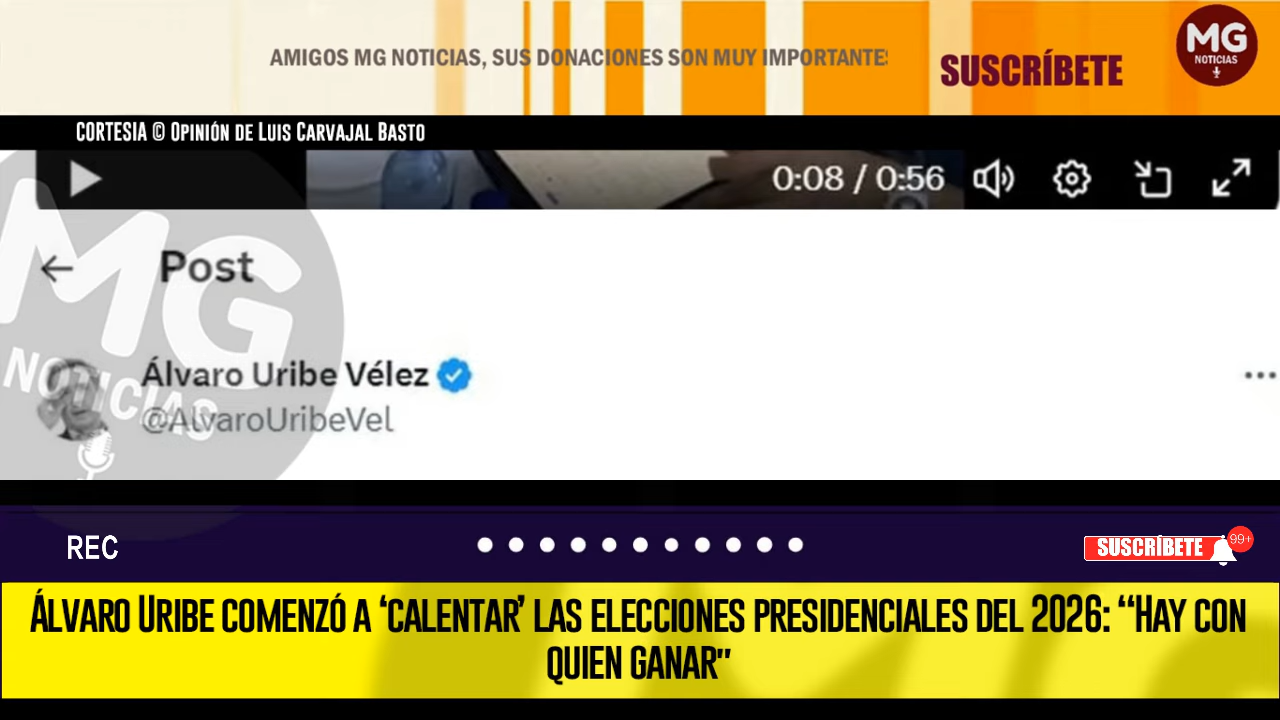 AMIGOS MG NOTICIAS, SUS DONACIONES SON MUY IMPORTANTES
SUSCRÍBETE
MG
NOTICIAS
CORTESIA © OPINIÓN DE LUIS CARVAJAL BASTO
0:08 / 0:56
MG
NOTICIAS
Post
Álvaro Uribe Vélez
@AlvaroUribeVel
REC
SUSCRÍBETE
99+
ÁLVARO URIBE COMENZÓ A ‘CALENTAR’ LAS ELECCIONES PRESIDENCIALES DEL 2026: “HAY CON
QUIEN GANAR”